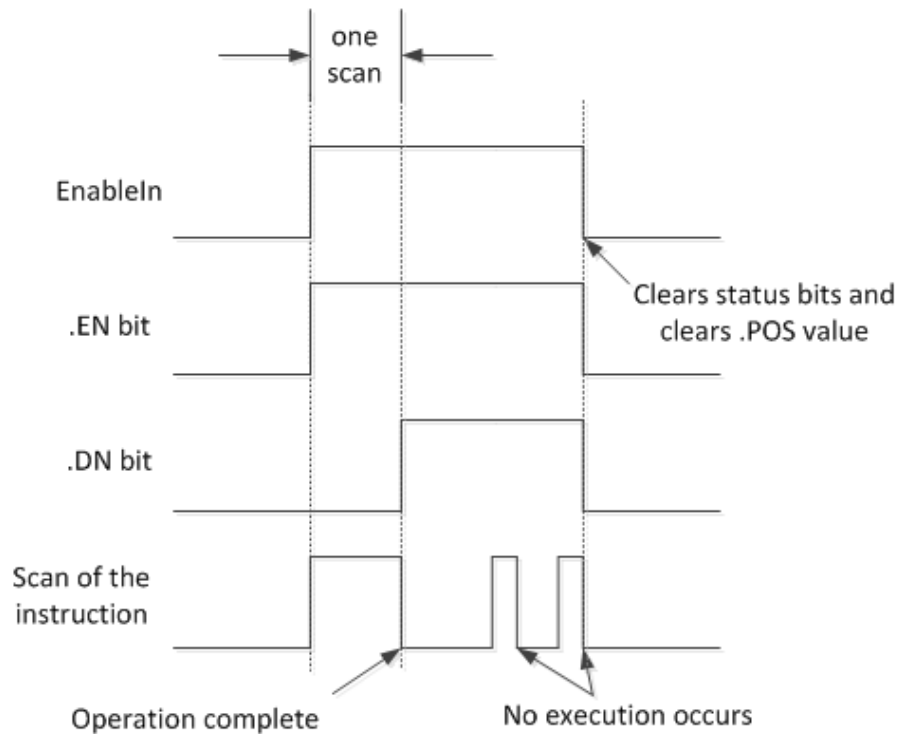 one
scan
EnableIn
Clears status bits and
clears .POS value
.EN bit
.DN bit
Scan of the
instruction
Operation complete
No execution occurs